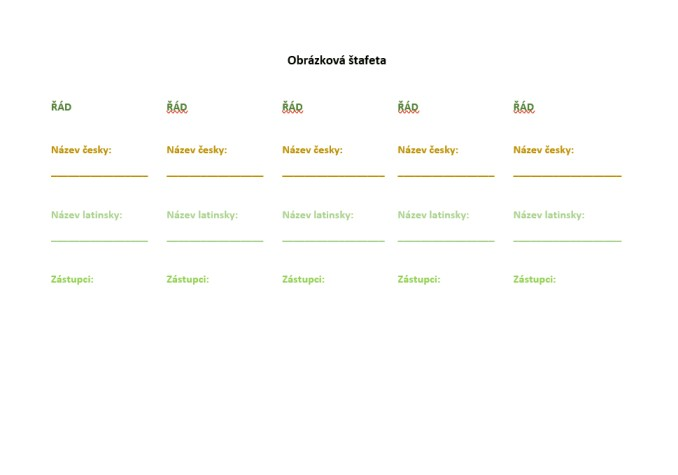 Obrázková štafeta
ŘÁD ŘÁD ŘÁD ŘÁD ŘÁD
Název česky: Název česky: Název česky: Název česky: Název česky:
Název latinsky: Název latinsky: Název latinsky: Název latinsky: Název latinsky:
Zástupci: Zástupci: Zástupci: Zástupci: Zástupci: